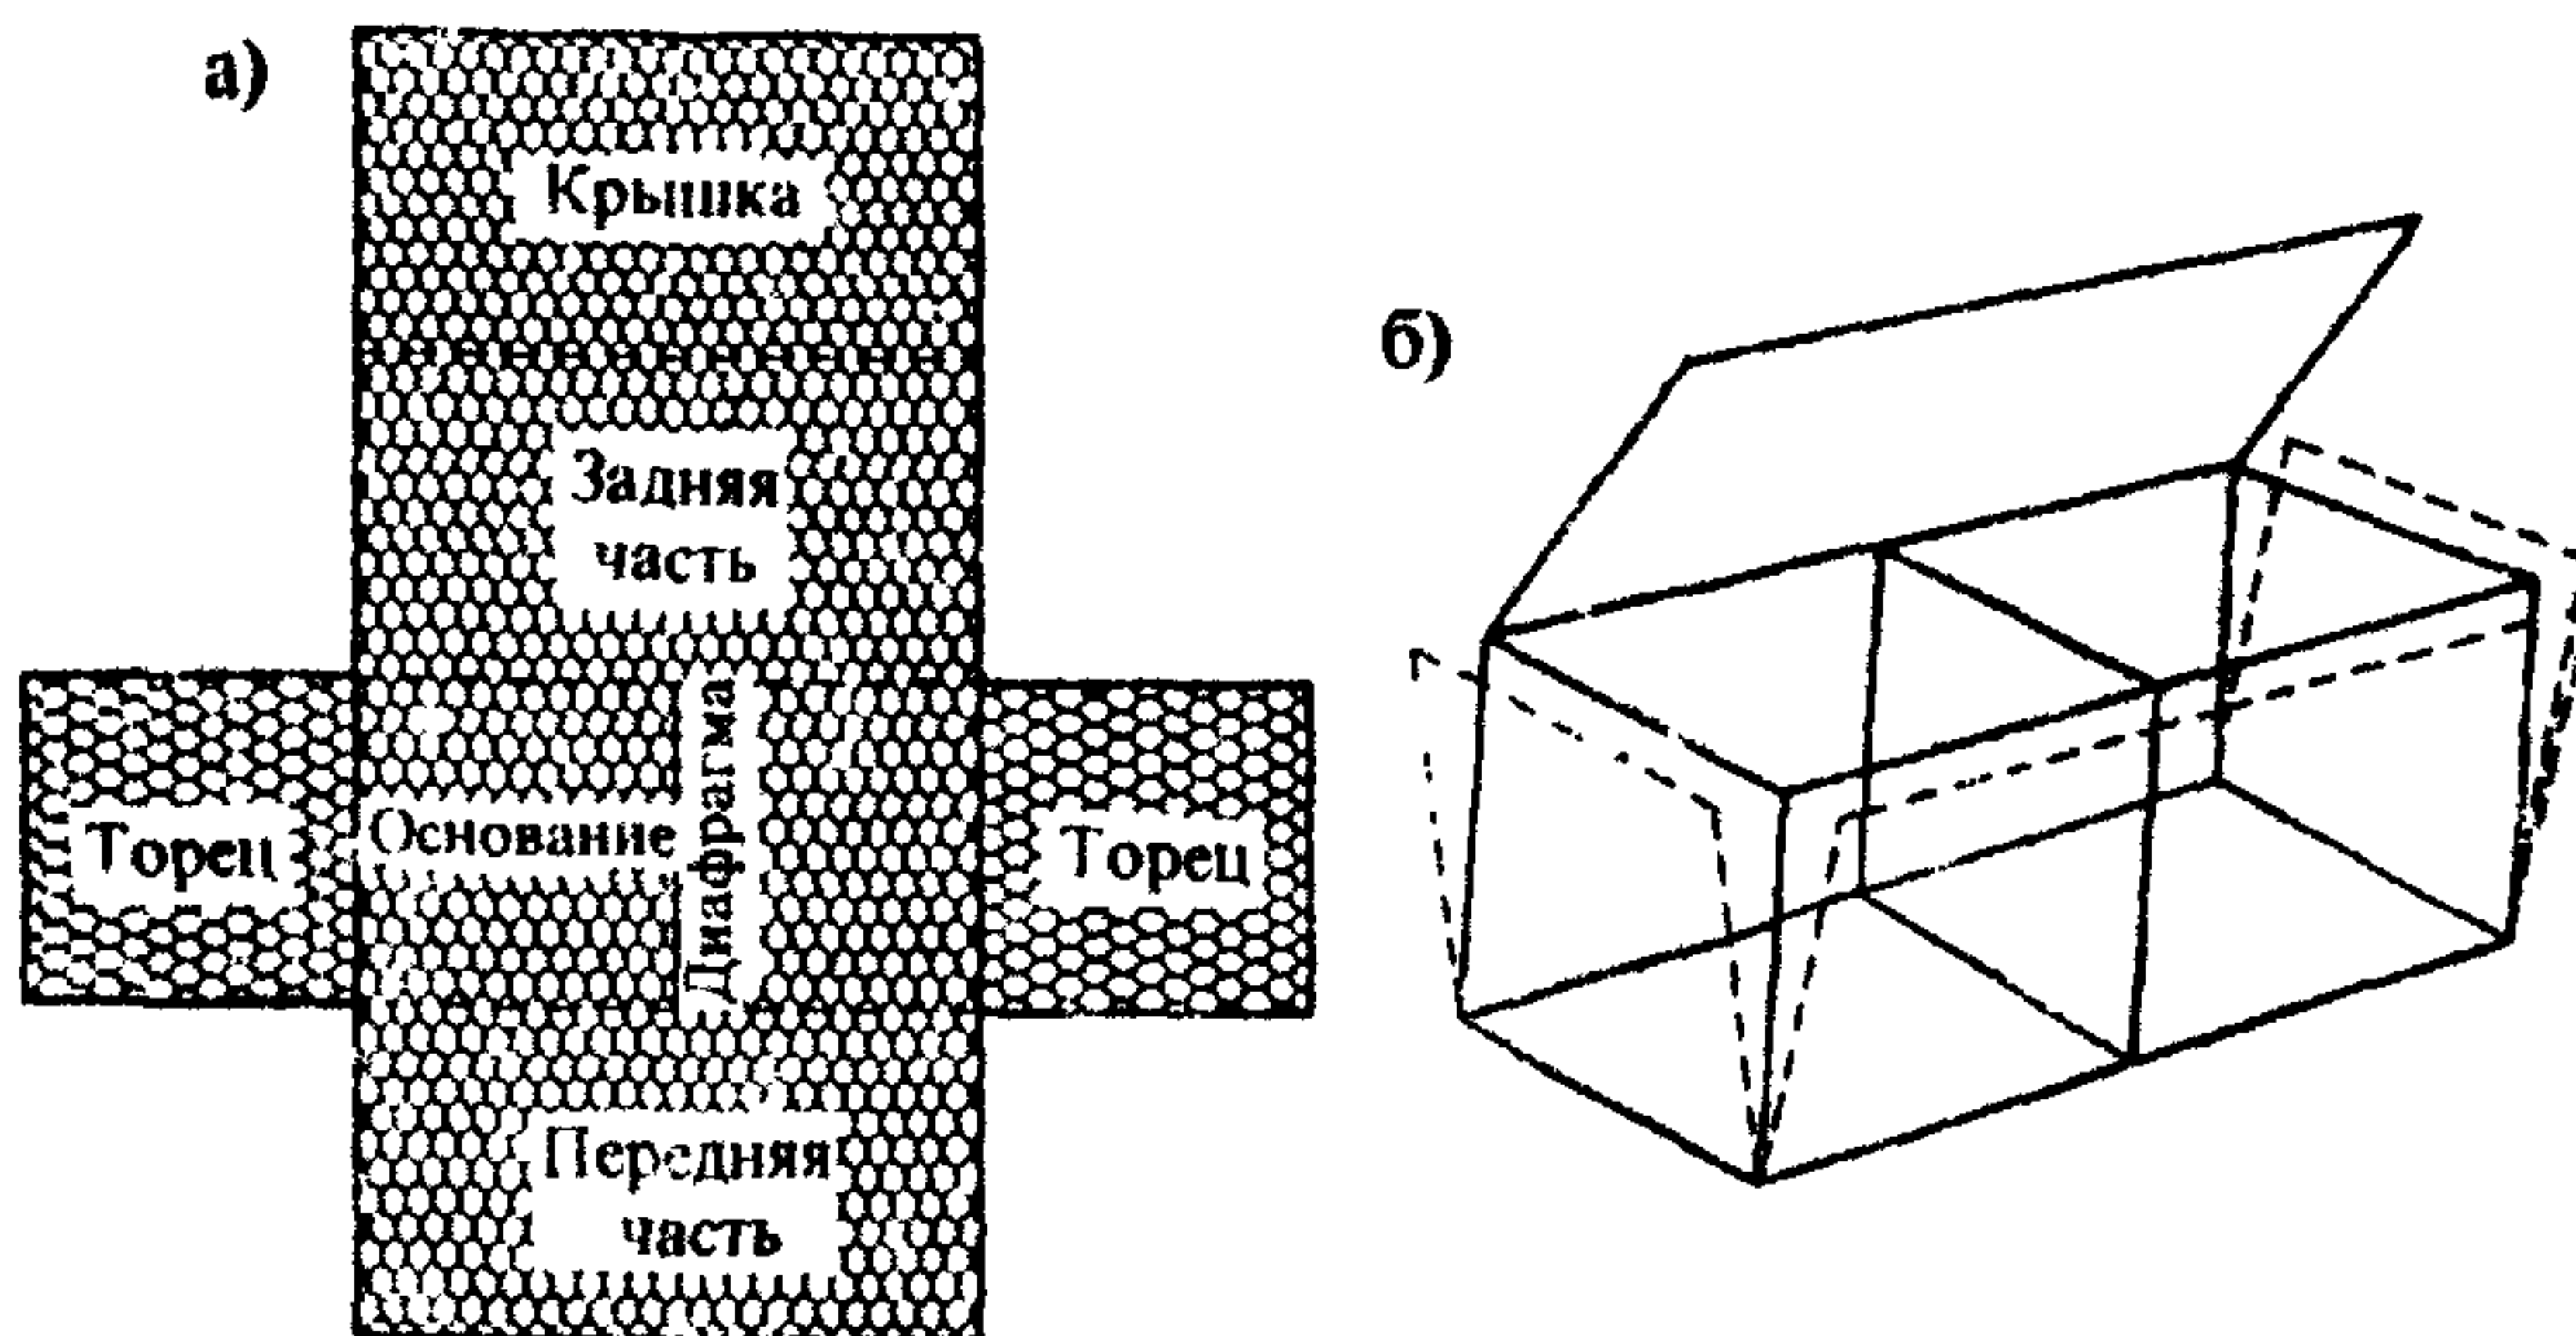 а)
Крышка
Задняя
часть
Торец
Основание
Диафрагма
Торец
Передняя
часть
б)